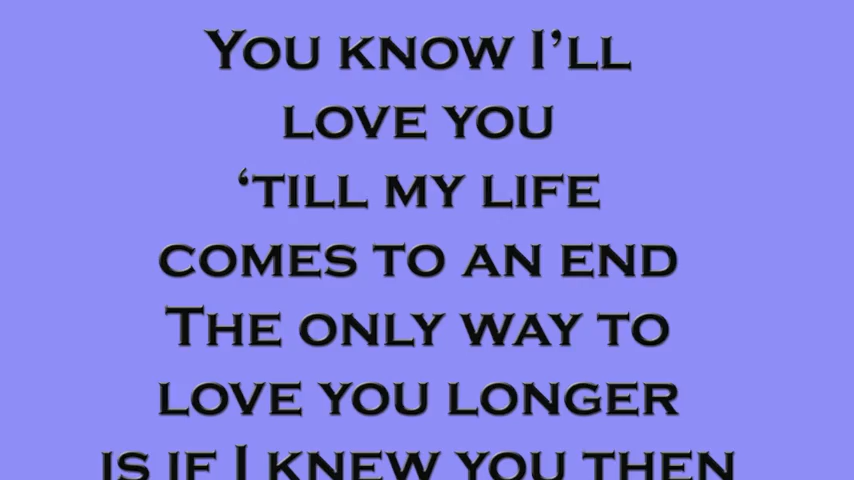 You know I’ll
love you
‘till my life
comes to an end
The only way to
love you longer
is if I knew you then